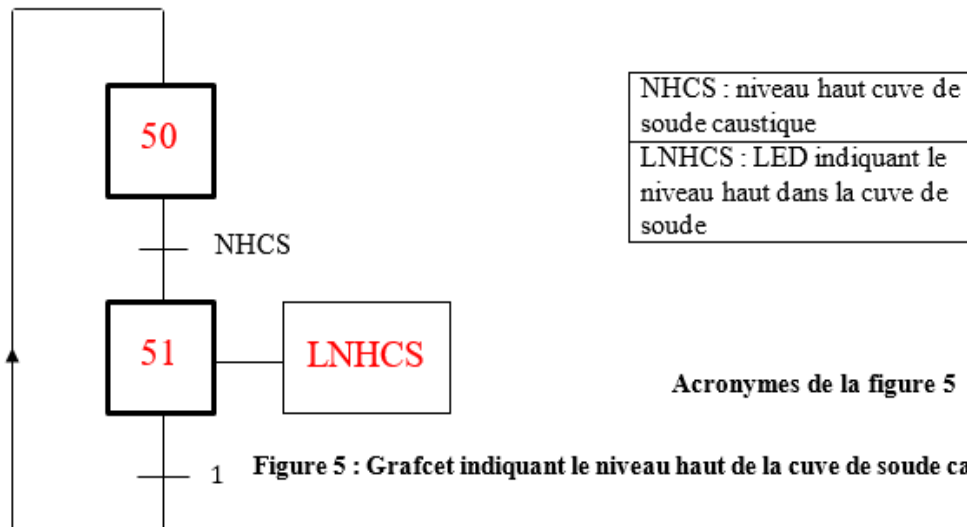 50
NHCS
51
LNHCS
1
NHCS : niveau haut cuve de
soude caustique
LNHCS : LED indiquant le
niveau haut dans la cuve de
soude
Acronymes de la figure 5
Figure 5 : Grafcet indiquant le niveau haut de la cuve de soude ca